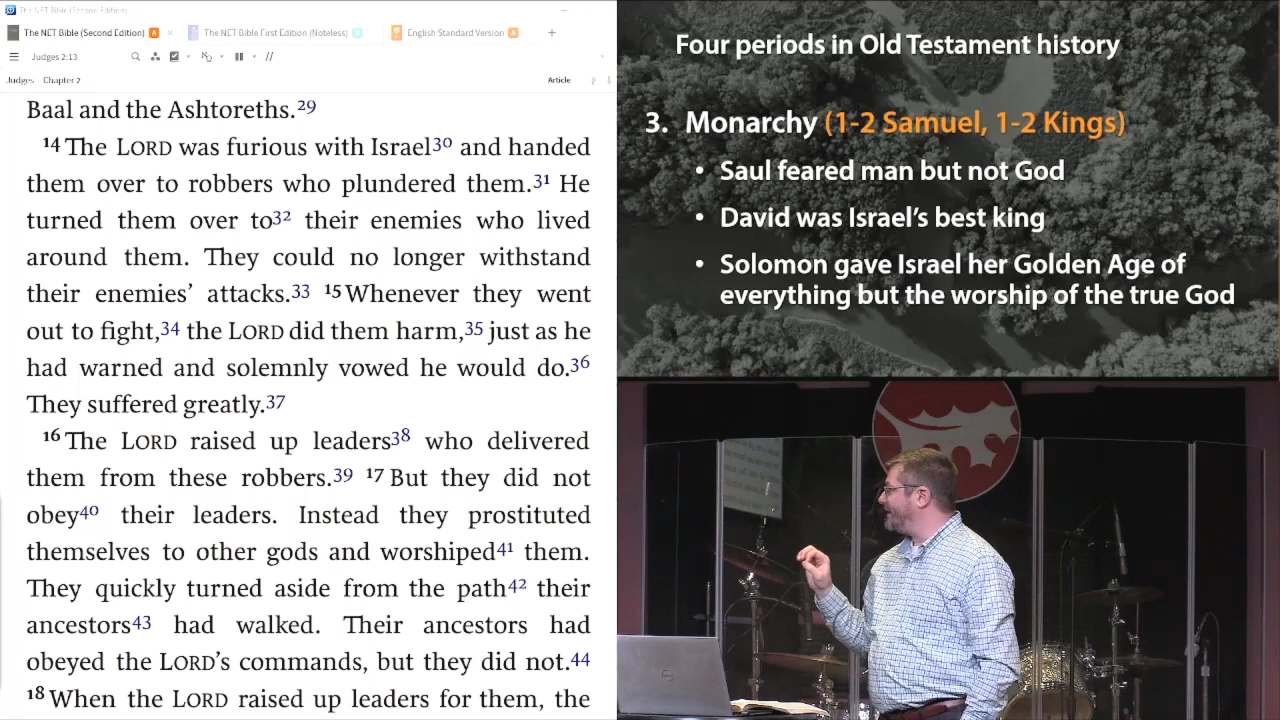 The NET Bible (Second Edition)
The NET Bible (Second Edition) A
The NET Bible First Edition (Noteless)
English Standard Version A
Judges 2:13
Judges · Chapter 2
Article
Baal and the Ashtoreths.29
14 The LORD was furious with Israel30 and handed
them over to robbers who plundered them.31 He
turned them over to32 their enemies who lived
around them. They could no longer withstand
their enemies’ attacks.33 15 Whenever they went
out to fight,34 the LORD did them harm,35 just as he
had warned and solemnly vowed he would do.36
They suffered greatly.37
16 The LORD raised up leaders38 who delivered
them from these robbers.39 17 But they did not
obey40 their leaders. Instead they prostituted
themselves to other gods and worshiped41 them.
They quickly turned aside from the path42 their
ancestors43 had walked. Their ancestors had
obeyed the LORD’s commands, but they did not.44
18 When the LORD raised up leaders for them, the
Four periods in Old Testament history
3. Monarchy (1-2 Samuel, 1-2 Kings)
• Saul feared man but not God
• David was Israel’s best king
• Solomon gave Israel her Golden Age of
everything but the worship of the true God